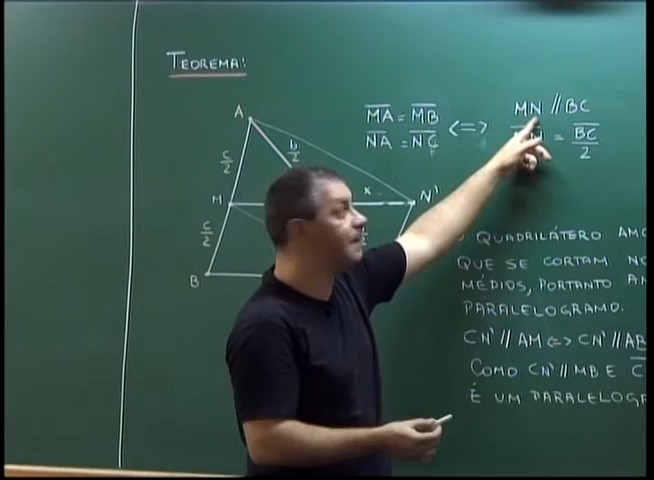 TEOREMA:
MA = MB
NA = NC
<=>
MN // BC
= BC/2
A
c/2
b/2
M
x
N'
c/2
B
QUADRILÁTERO
QUE SE CORTAM
MÉDIOS, PORTANTO
PARALELOGRAMO.
CN' // AM <=> CN' // AB
COMO CN' // MB E
É UM